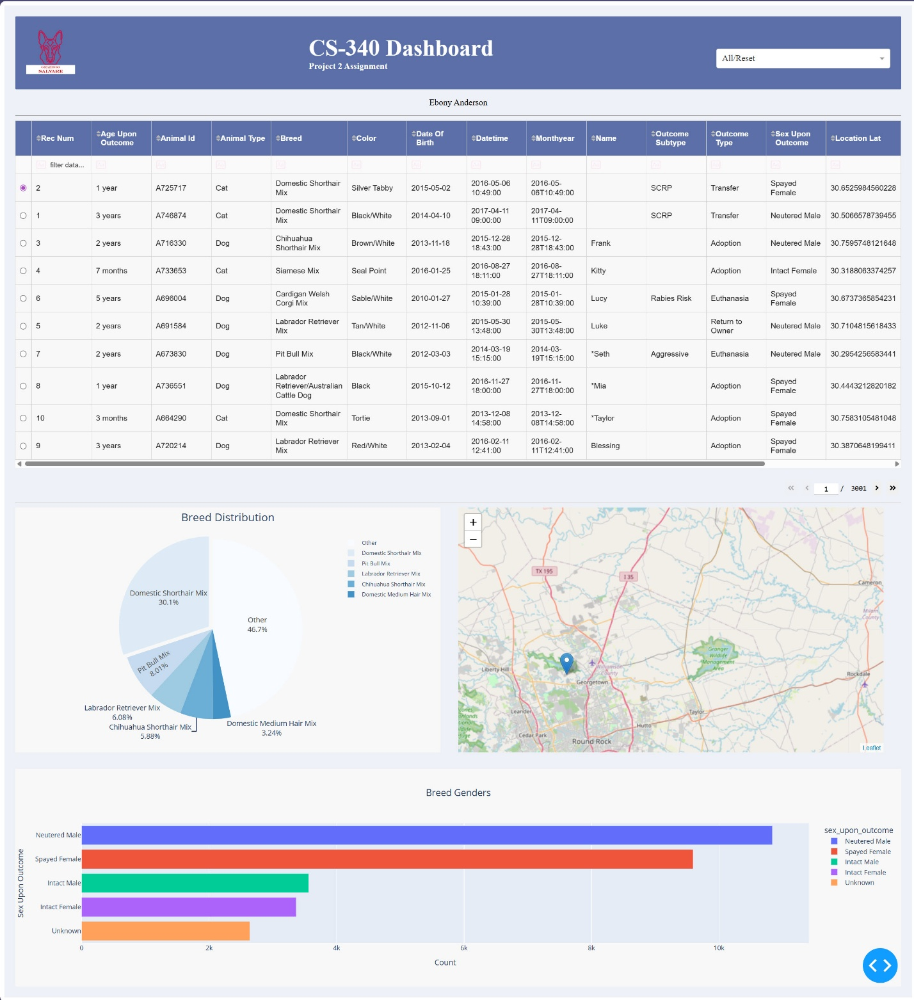 GRAZIOSO
SALVARE
CS-340 Dashboard
Project 2 Assignment
All/Reset
Ebony Anderson
Rec Num Age Upon Outcome Animal Id Animal Type Breed Color Date Of Birth Datetime Monthyear Name Outcome Subtype Outcome Type Sex Upon Outcome Location Lat
filter data...
2 1 year A725717 Cat Domestic Shorthair Mix Silver Tabby 2015-05-02 2016-05-06 10:49:00 2016-05-06T10:49:00 SCRP Transfer Spayed Female 30.6525984560228
1 3 years A746874 Cat Domestic Shorthair Mix Black/White 2014-04-10 2017-04-11 09:00:00 2017-04-11T09:00:00 SCRP Transfer Neutered Male 30.5066578739455
3 2 years A716330 Dog Chihuahua Shorthair Mix Brown/White 2013-11-18 2015-12-28 18:43:00 2015-12-28T18:43:00 Frank Adoption Neutered Male 30.7595748121648
4 7 months A733653 Cat Siamese Mix Seal Point 2016-01-25 2016-08-27 18:11:00 2016-08-27T18:11:00 Kitty Adoption Intact Female 30.3188063374257
6 5 years A696004 Dog Cardigan Welsh Corgi Mix Sable/White 2010-01-27 2015-01-28 10:39:00 2015-01-28T10:39:00 Lucy Rabies Risk Euthanasia Spayed Female 30.6737365854231
5 2 years A691584 Dog Labrador Retriever Mix Tan/White 2012-11-06 2015-05-30 13:48:00 2015-05-30T13:48:00 Luke Return to Owner Neutered Male 30.7104815618433
7 2 years A673830 Dog Pit Bull Mix Black/White 2012-03-03 2014-03-19 15:15:00 2014-03-19T15:15:00 *Seth Aggressive Euthanasia Neutered Male 30.2954256583441
8 1 year A736551 Dog Labrador Retriever/Australian Cattle Dog Black 2015-10-12 2016-11-27 18:00:00 2016-11-27T18:00:00 *Mia Adoption Spayed Female 30.4443212820182
10 3 months A664290 Cat Domestic Shorthair Mix Tortie 2013-09-01 2013-12-08 14:58:00 2013-12-08T14:58:00 *Taylor Adoption Spayed Female 30.7583105481048
9 3 years A720214 Dog Labrador Retriever Mix Red/White 2013-02-04 2016-02-11 12:41:00 2016-02-11T12:41:00 Blessing Adoption Spayed Female 30.3870648199411
« ‹ 1 / 3001 › »
Breed Distribution
Domestic Shorthair Mix
30.1%
Other
46.7%
Pit Bull Mix
8.01%
Labrador Retriever Mix
6.08%
Chihuahua Shorthair Mix
5.88%
Domestic Medium Hair Mix
3.24%
Other
Domestic Shorthair Mix
Pit Bull Mix
Labrador Retriever Mix
Chihuahua Shorthair Mix
Domestic Medium Hair Mix
+
−
TX 195
I 35
Cameron
Milam
County
Granger
Wildlife
Management
Area
Liberty Hill
Williamson
County
Georgetown
Rockdale
Leander
Taylor
Hutto
Cedar Park
Round Rock
Leaflet
Breed Genders
Sex Upon Outcome
Neutered Male
Spayed Female
Intact Male
Intact Female
Unknown
0 2k 4k 6k 8k 10k
Count
sex_upon_outcome
Neutered Male
Spayed Female
Intact Male
Intact Female
Unknown